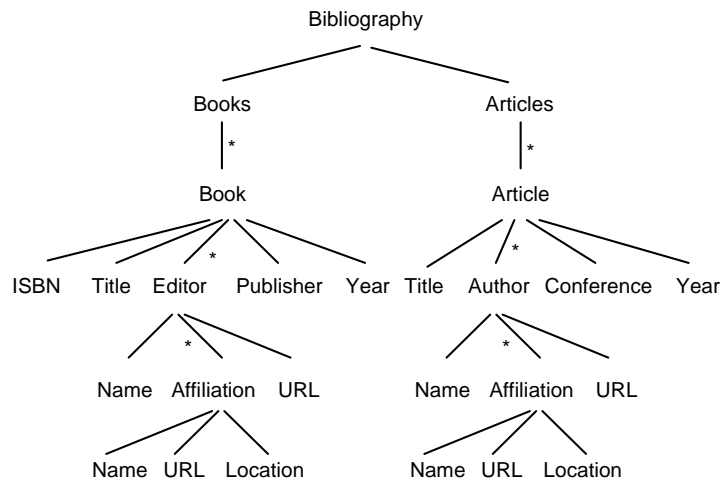 Bibliography
Books Articles
* *
Book Article
* *
ISBN Title Editor Publisher Year Title Author Conference Year
* *
Name Affiliation URL Name Affiliation URL
Name URL Location Name URL Location